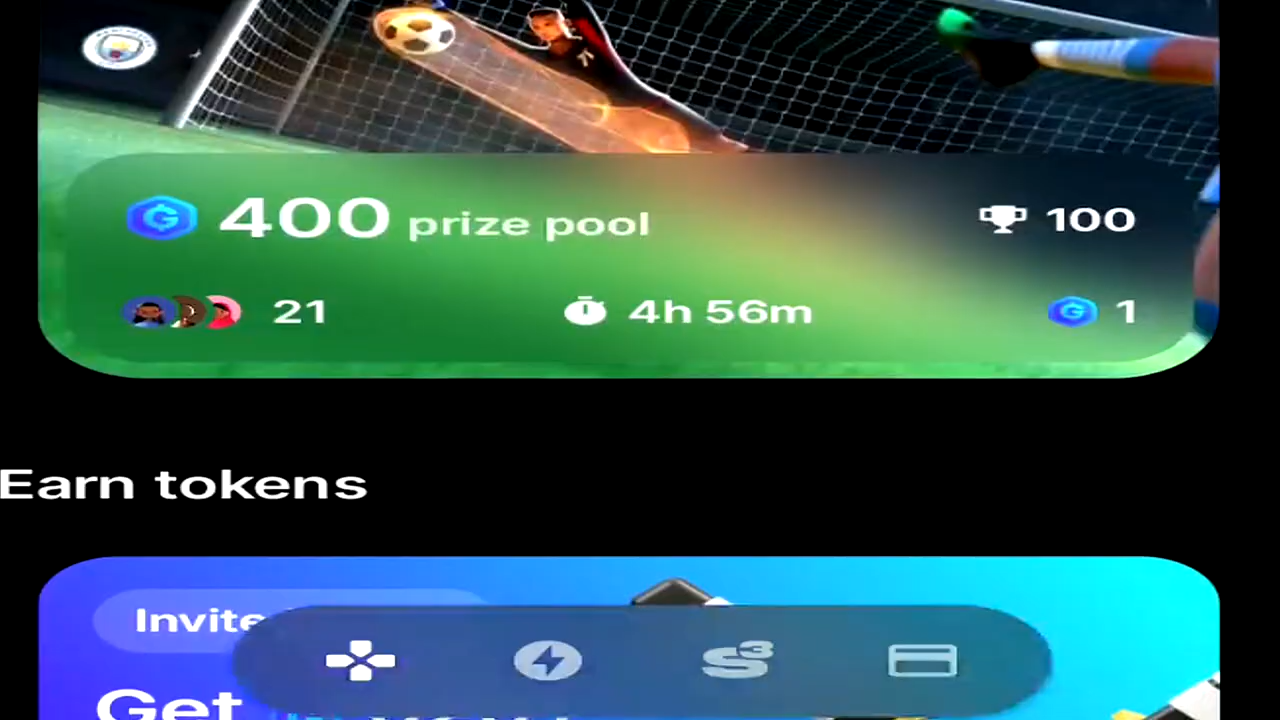 400 prize pool
100
21
4h 56m
1
Earn tokens
Invite
Get